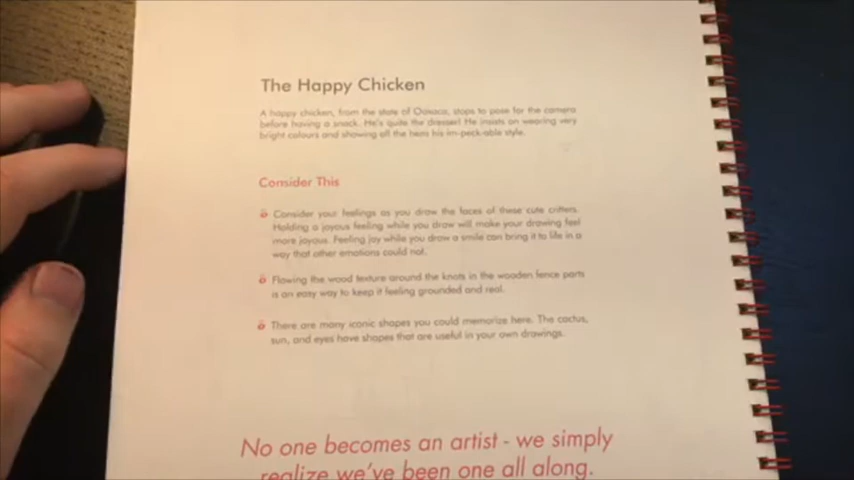 The Happy Chicken
A happy chicken, from the state of Oaxaca, stops to pose for the camera
before having a snack. He's quite the dresser! He insists on wearing very
bright colours and showing off the hens his im-peck-able style.
Consider This
Consider your feelings as you draw the faces of these cute critters.
Holding a joyous feeling while you draw will make your drawing feel
more joyous. Feeling joy while you draw a smile can bring it to life in a
way that other emotions could not.
Flowing the wood texture around the knots in the wooden fence parts
is an easy way to keep it feeling grounded and real.
There are many iconic shapes you could memorize here. The cactus,
sun, and eyes have shapes that are useful in your own drawings.
No one becomes an artist - we simply
realize we've been one all along.